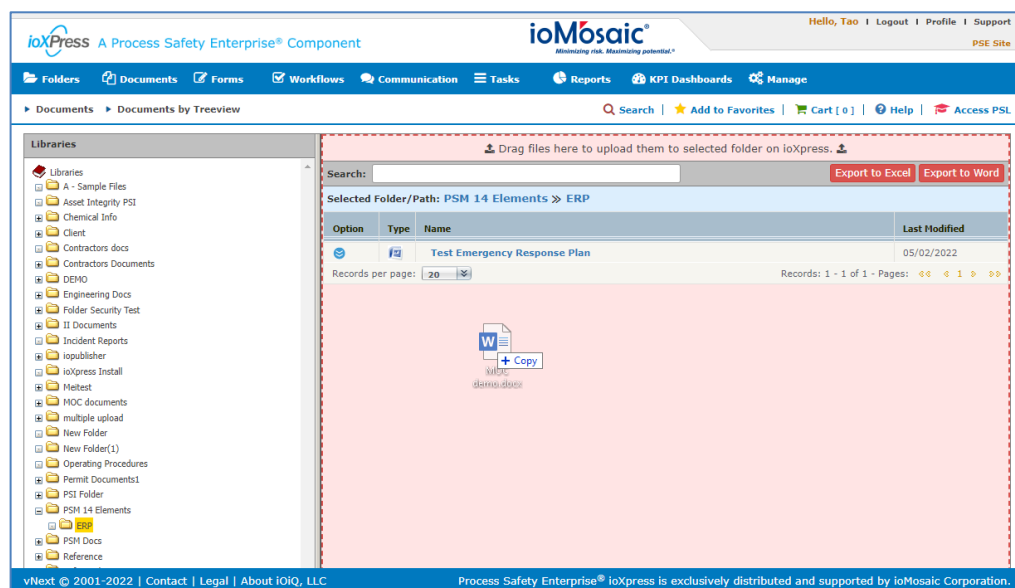 Hello, Tao | Logout | Profile | Support
ioXPress A Process Safety Enterprise® Component
ioMosaic®
Minimizing risk. Maximizing potential.®
PSE Site
Folders Documents Forms Workflows Communication Tasks Reports KPI Dashboards Manage
Documents Documents by Treeview
Search | Add to Favorites | Cart [ 0 ] | Help | Access PSL
Libraries
Libraries
A - Sample Files
Asset Integrity PSI
Chemical Info
Client
Contractors docs
Contractors Documents
DEMO
Engineering Docs
Folder Security Test
II Documents
Incident Reports
iopublisher
ioXpress Install
Meitest
MOC documents
multiple upload
New Folder
New Folder(1)
Operating Procedures
Permit Documents1
PSI Folder
PSM 14 Elements
ERP
PSM Docs
Reference
Drag files here to upload them to selected folder on ioXpress.
Search:
Export to Excel Export to Word
Selected Folder/Path: PSM 14 Elements » ERP
Option Type Name Last Modified
Test Emergency Response Plan 05/02/2022
Records per page: 20 Records: 1 - 1 of 1 - Pages: « < 1 > »
W
+ Copy
MOC
demo.docx
vNext © 2001-2022 | Contact | Legal | About iOiQ, LLC
Process Safety Enterprise® ioXpress is exclusively distributed and supported by ioMosaic Corporation.